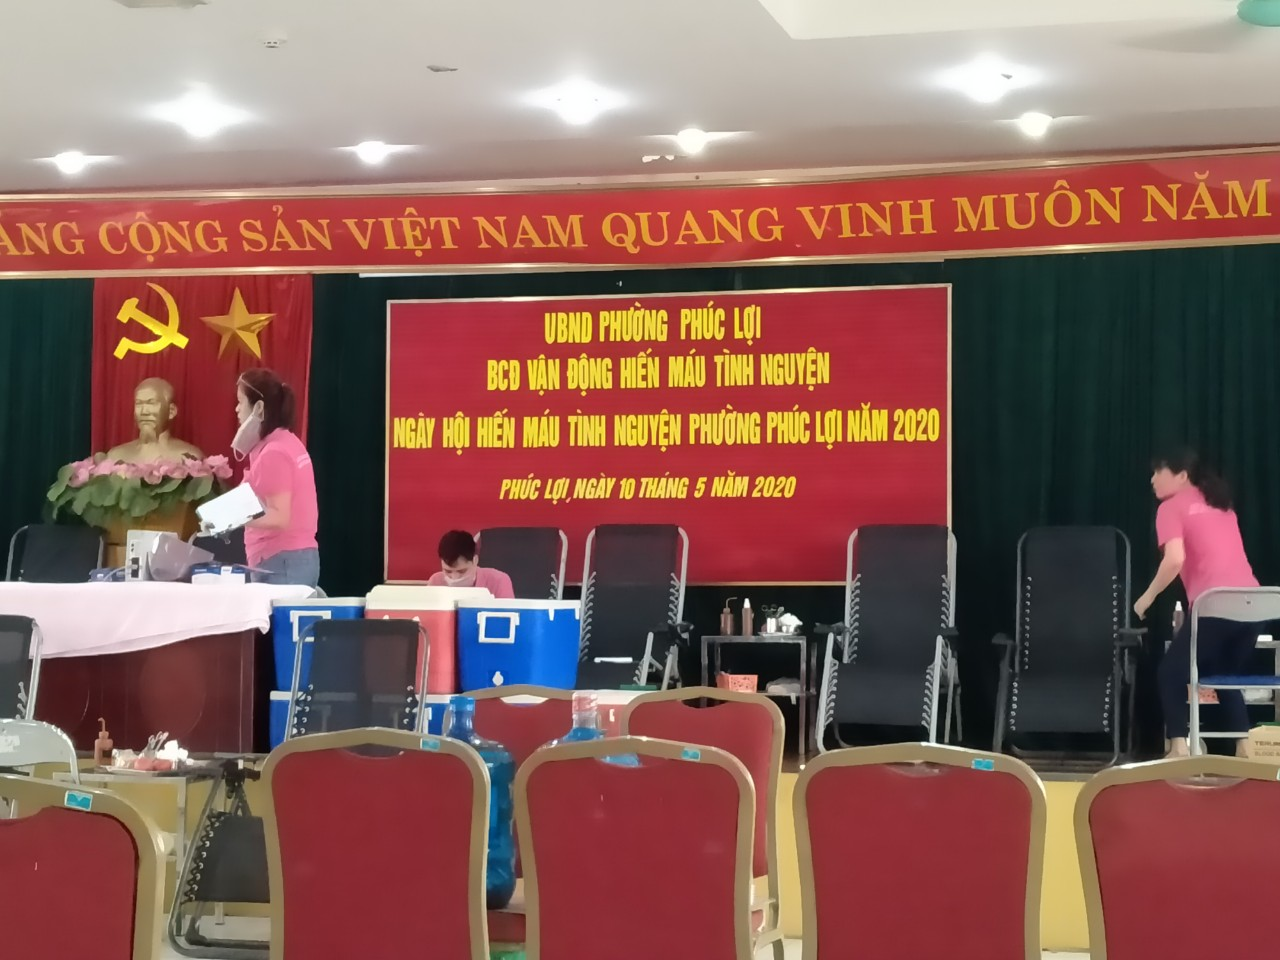 ẢNG CỘNG SẢN VIỆT NAM QUANG VINH MUÔN NĂM
UBND PHƯỜNG PHÚC LỢI
BCĐ VẬN ĐỘNG HIẾN MÁU TÌNH NGUYỆN
NGÀY HỘI HIẾN MÁU TÌNH NGUYỆN PHƯỜNG PHÚC LỢI NĂM 2020
PHÚC LỢI, NGÀY 10 THÁNG 5 NĂM 2020